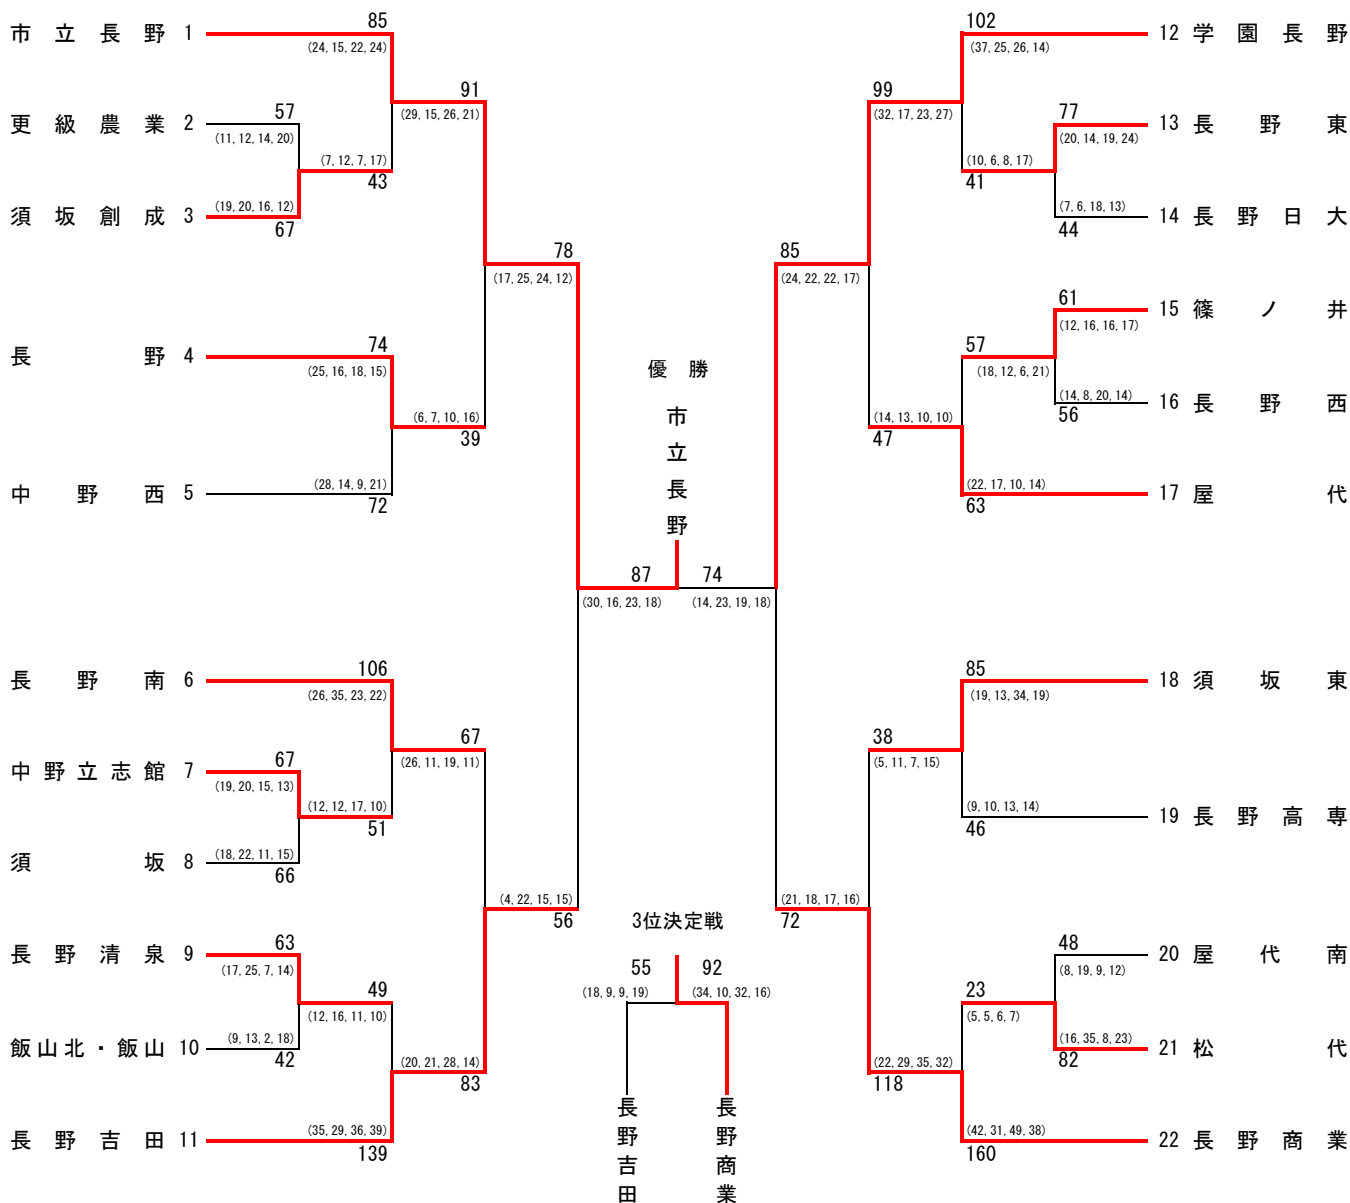 市立長野 1
85
(24, 15, 22, 24)
更級農業 2
57
(11, 12, 14, 20)
須坂創成 3
(19, 20, 16, 12)
67
(7, 12, 7, 17)
43
91
(29, 15, 26, 21)
長野 4
74
(25, 16, 18, 15)
中野西 5
(28, 14, 9, 21)
72
(6, 7, 10, 16)
39
78
(17, 25, 24, 12)
長野南 6
106
(26, 35, 23, 22)
中野立志館 7
67
(19, 20, 15, 13)
須坂 8
(18, 22, 11, 15)
66
(12, 12, 17, 10)
51
67
(26, 11, 19, 11)
長野清泉 9
63
(17, 25, 7, 14)
飯山北・飯山 10
(9, 13, 2, 18)
42
49
(12, 16, 11, 10)
長野吉田 11
(35, 29, 36, 39)
139
(20, 21, 28, 14)
83
(4, 22, 15, 15)
56
優勝
市立長野
87
(30, 16, 23, 18)
74
(14, 23, 19, 18)
3位決定戦
55
(18, 9, 9, 19)
92
(34, 10, 32, 16)
長野吉田
長野商業
102
(37, 25, 26, 14)
12 学園長野
77
(20, 14, 19, 24)
13 長野東
(7, 6, 18, 13)
44
14 長野日大
(10, 6, 8, 17)
41
99
(32, 17, 23, 27)
61
(12, 16, 16, 17)
15 篠ノ井
(14, 8, 20, 14)
56
16 長野西
57
(18, 12, 6, 21)
(22, 17, 10, 14)
63
17 屋代
(14, 13, 10, 10)
47
85
(24, 22, 22, 17)
85
(19, 13, 34, 19)
18 須坂東
(9, 10, 13, 14)
46
19 長野高専
38
(5, 11, 7, 15)
48
(8, 19, 9, 12)
20 屋代南
(16, 35, 8, 23)
82
21 松代
23
(5, 5, 6, 7)
(42, 31, 49, 38)
160
22 長野商業
(22, 29, 35, 32)
118
(21, 18, 17, 16)
72